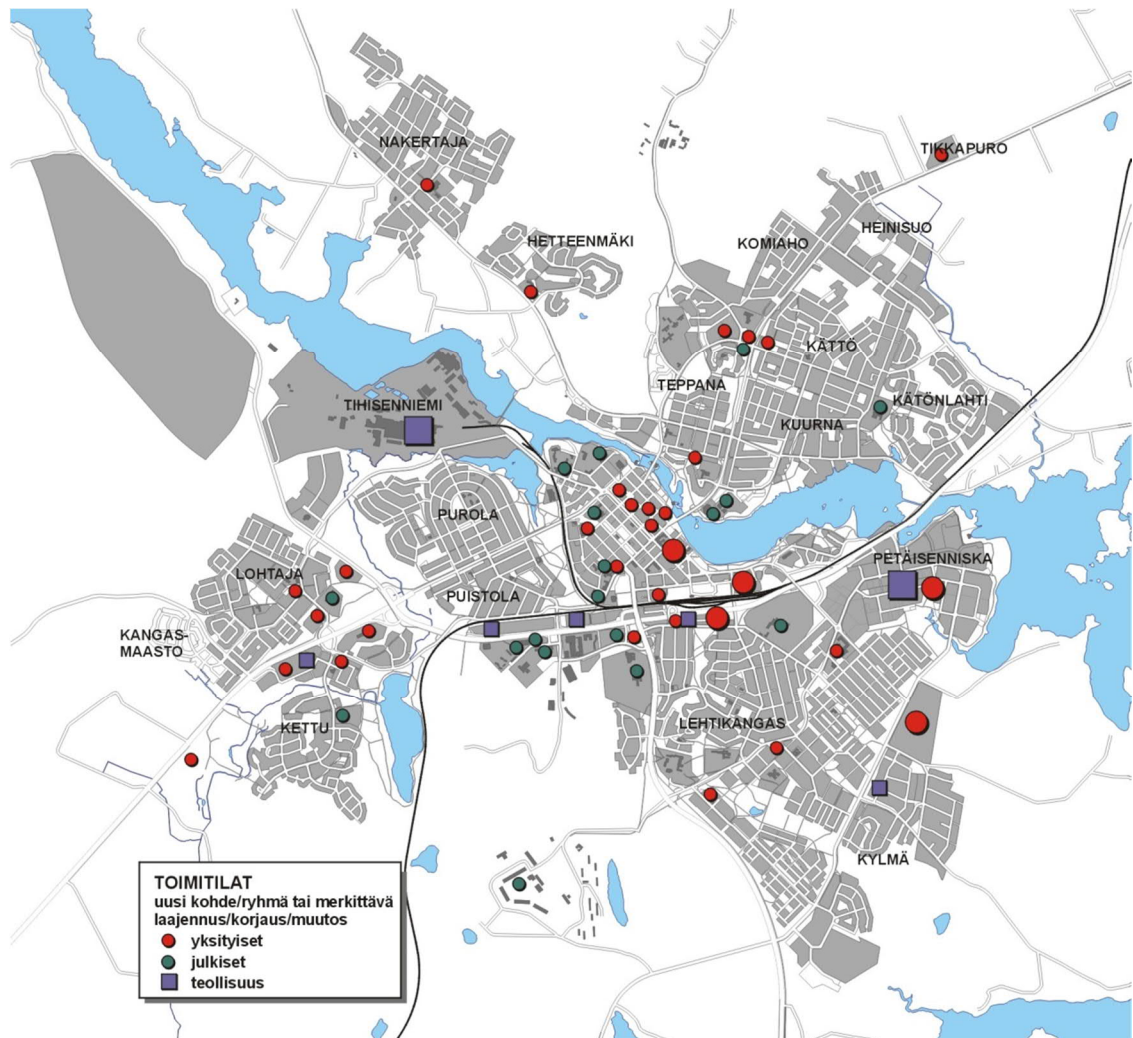 NAKERTAJA
TIKKAPURO
HEINISUO
HETTEENMÄKI
KOMIAHO
KÄTTÖ
TEPPANA
KÄTÖNLAHTI
TIHISENNIEMI
KUURNA
PUROLA
PETÄISENNISKA
LOHTAJA
PUISTOLA
KANGAS-
MAASTO
LEHTIKANGAS
KETTU
KYLMÄ
TOIMITILAT
uusi kohde/ryhmä tai merkittävä
laajennus/korjaus/muutos
yksityiset
julkiset
teollisuus